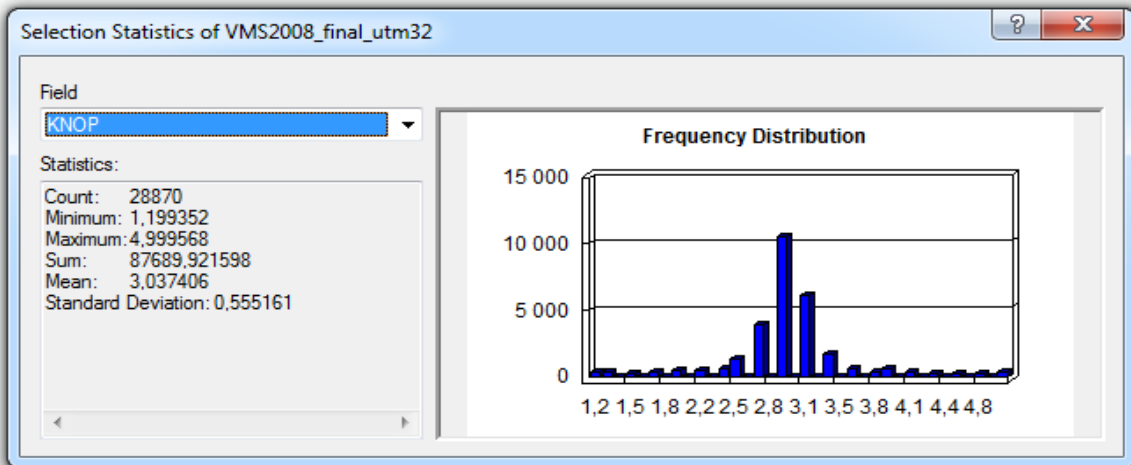 Selection Statistics of VMS2008_final_utm32
?
X
Field
KNOP
Statistics:
Count: 28870
Minimum: 1,199352
Maximum: 4,999568
Sum: 87689,921598
Mean: 3,037406
Standard Deviation: 0,555161
Frequency Distribution
15 000
10 000
5 000
0
1,2 1,5 1,8 2,2 2,5 2,8 3,1 3,5 3,8 4,1 4,4 4,8